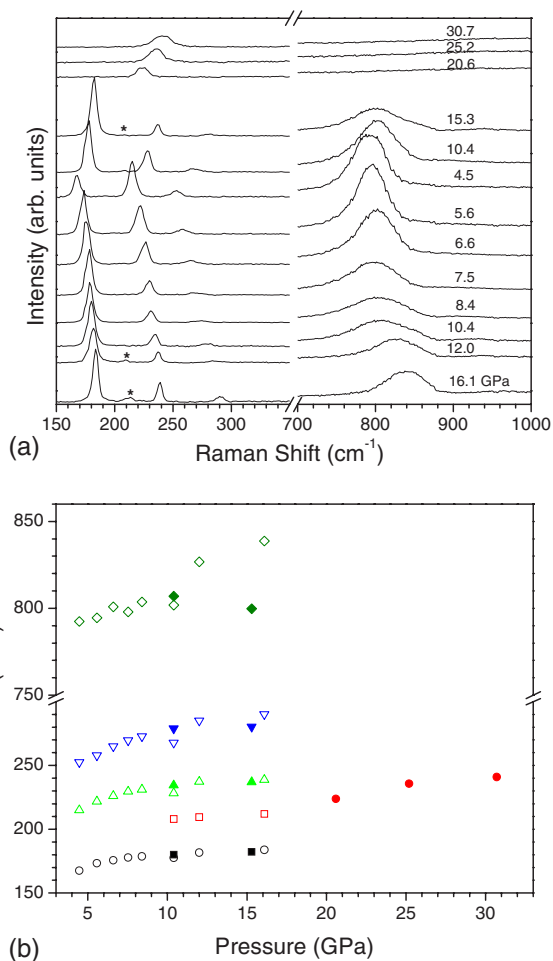 30.7
25.2
20.6
*
15.3
10.4
4.5
5.6
6.6
7.5
8.4
10.4
*
12.0
*
16.1 GPa
Intensity (arb. units)
150 200 250 300 700 800 900 1000
(a)
Raman Shift (cm⁻¹)
850
800
750
250
200
150
5 10 15 20 25 30
(b)
Pressure (GPa)